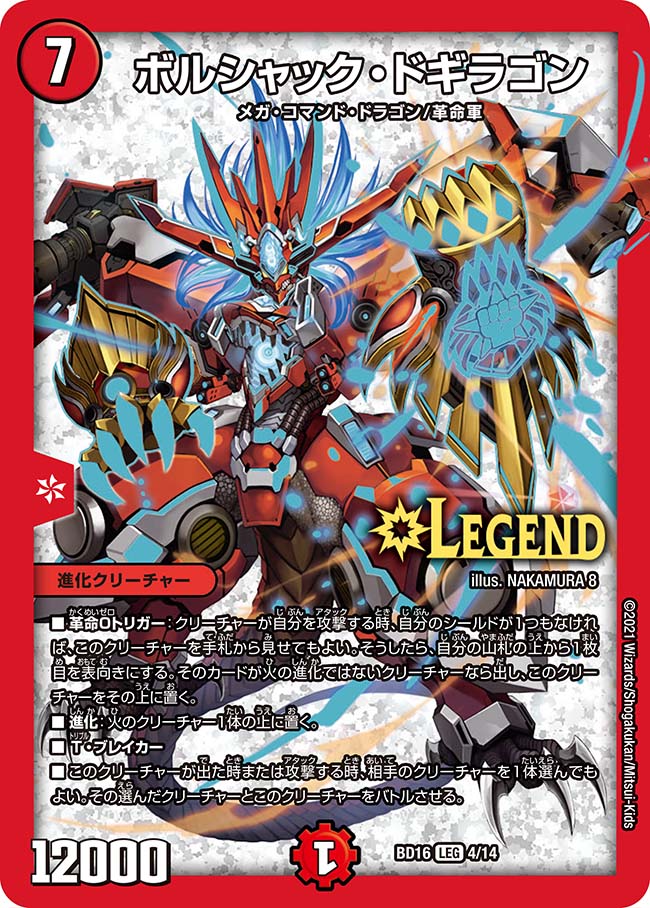 7
ボルシャック・ドギラゴン
メガ・コマンド・ドラゴン/革命軍
LEGEND
illus. NAKAMURA 8
進化クリーチャー
■革命0トリガー:クリーチャーが自分を攻撃する時、自分のシールドが1つもなけれ
ば、このクリーチャーを手札から見せてもよい。そうしたら、自分の山札の上から1枚
目を表向きにする。そのカードが火の進化ではないクリーチャーなら出し、このクリー
チャーをその上に置く。
■進化:火のクリーチャー1体の上に置く。
■T・ブレイカー
■このクリーチャーが出た時または攻撃する時、相手のクリーチャーを1体選んでも
よい。その選んだクリーチャーとこのクリーチャーをバトルさせる。
12000
1
BD16 LEG 4/14
©2021 Wizards/Shogakukan/Mitsui-Kids